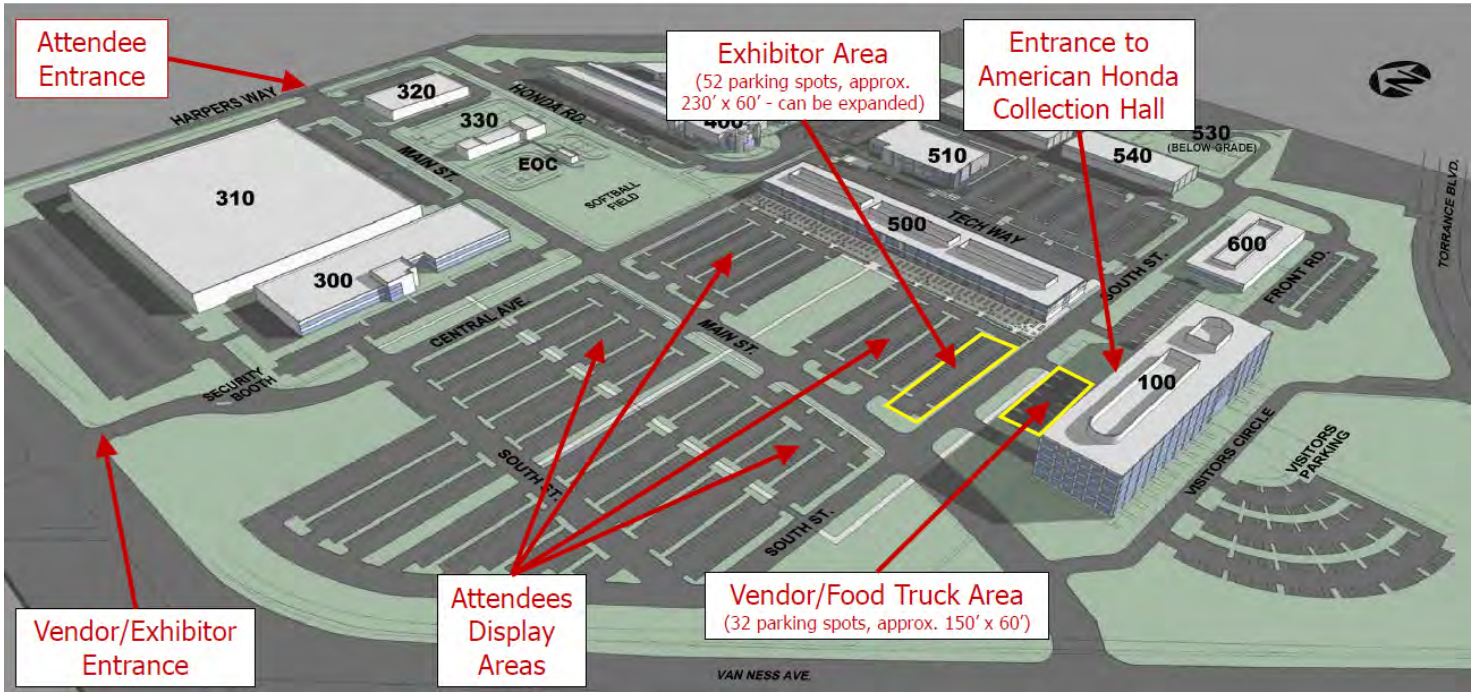 Attendee
Entrance
Exhibitor Area
(52 parking spots, approx.
230' x 60' - can be expanded)
Entrance to
American Honda
Collection Hall
N
HARPERS WAY
320
HONDA RD.
330
400
EOC
MAIN ST.
310
SOFTBALL
FIELD
510
540
530
(BELOW-GRADE)
TORRANCE BLVD.
500
TECH WAY
600
SOUTH ST.
FRONT RD.
300
CENTRAL AVE.
MAIN ST.
SECURITY
BOOTH
100
VISITORS CIRCLE
VISITORS
PARKING
SOUTH ST.
SOUTH ST.
Vendor/Exhibitor
Entrance
Attendees
Display
Areas
Vendor/Food Truck Area
(32 parking spots, approx. 150' x 60')
VAN NESS AVE.